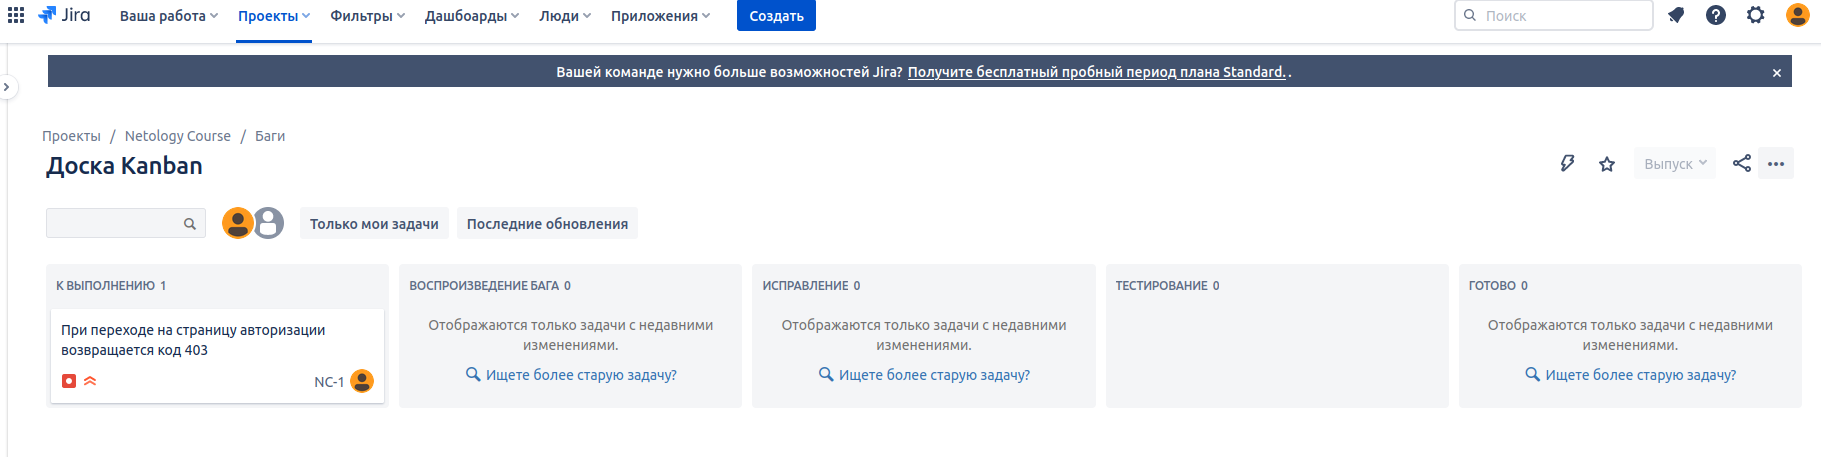 Jira Ваша работа Проекты Фильтры Дашборды Люди Приложения Создать Поиск
Вашей команде нужно больше возможностей Jira? Получите бесплатный пробный период плана Standard. .
Проекты / Netology Course / Баги
Доска Kanban
Выпуск
Только мои задачи Последние обновления
К ВЫПОЛНЕНИЮ 1
При переходе на страницу авторизации
возвращается код 403
NC-1
ВОСПРОИЗВЕДЕНИЕ БАГА 0
Отображаются только задачи с недавними
изменениями.
Ищете более старую задачу?
ИСПРАВЛЕНИЕ 0
Отображаются только задачи с недавними
изменениями.
Ищете более старую задачу?
ТЕСТИРОВАНИЕ 0
ГОТОВО 0
Отображаются только задачи с недавними
изменениями.
Ищете более старую задачу?